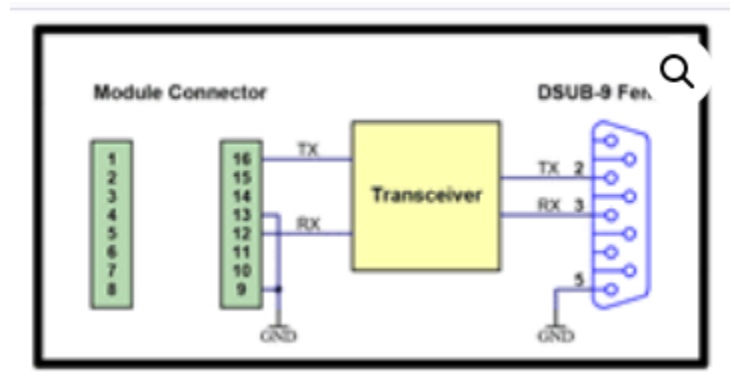 Module Connector
DSUB-9 Fem
1
2
3
4
5
6
7
8
16
15
14
13
12
11
10
9
TX
RX
GND
Transceiver
TX 2
RX 3
5
GND